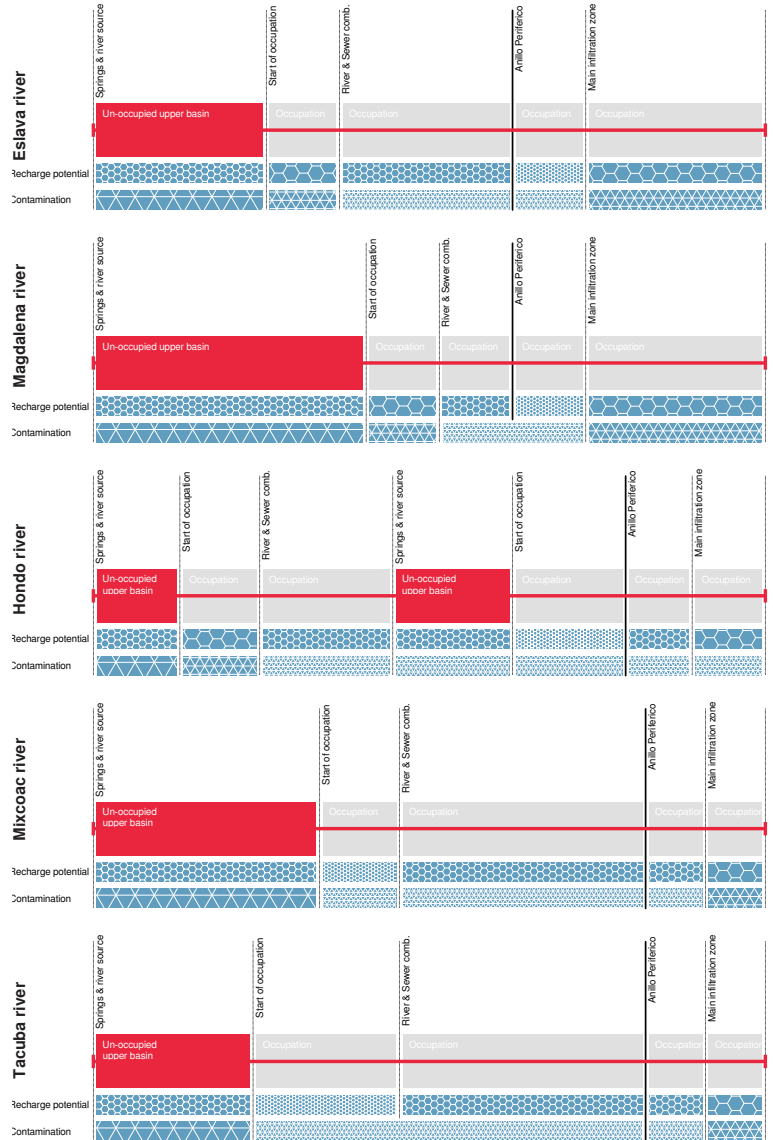 Eslava river
Springs & river source
Start of occupation
River & Sewer comb.
Anillo Periferico
Main infiltration zone
Un-occupied upper basin
Occupation
Occupation
Occupation
Occupation
Recharge potential
Contamination
Magdalena river
Springs & river source
Start of occupation
River & Sewer comb.
Anillo Periferico
Main infiltration zone
Un-occupied upper basin
Occupation
Occupation
Occupation
Occupation
Recharge potential
Contamination
Hondo river
Springs & river source
Start of occupation
River & Sewer comb.
Springs & river source
Start of occupation
Anillo Periferico
Main infiltration zone
Un-occupied
upper basin
Occupation
Occupation
Un-occupied
upper basin
Occupation
Occupation
Occupation
Recharge potential
Contamination
Mixcoac river
Springs & river source
Start of occupation
River & Sewer comb.
Anillo Periferico
Main infiltration zone
Un-occupied
upper basin
Occupation
Occupation
Occupation
Occupation
Recharge potential
Contamination
Tacuba river
Springs & river source
Start of occupation
River & Sewer comb.
Anillo Periferico
Main infiltration zone
Un-occupied
upper basin
Occupation
Occupation
Occupation
Occupation
Recharge potential
Contamination